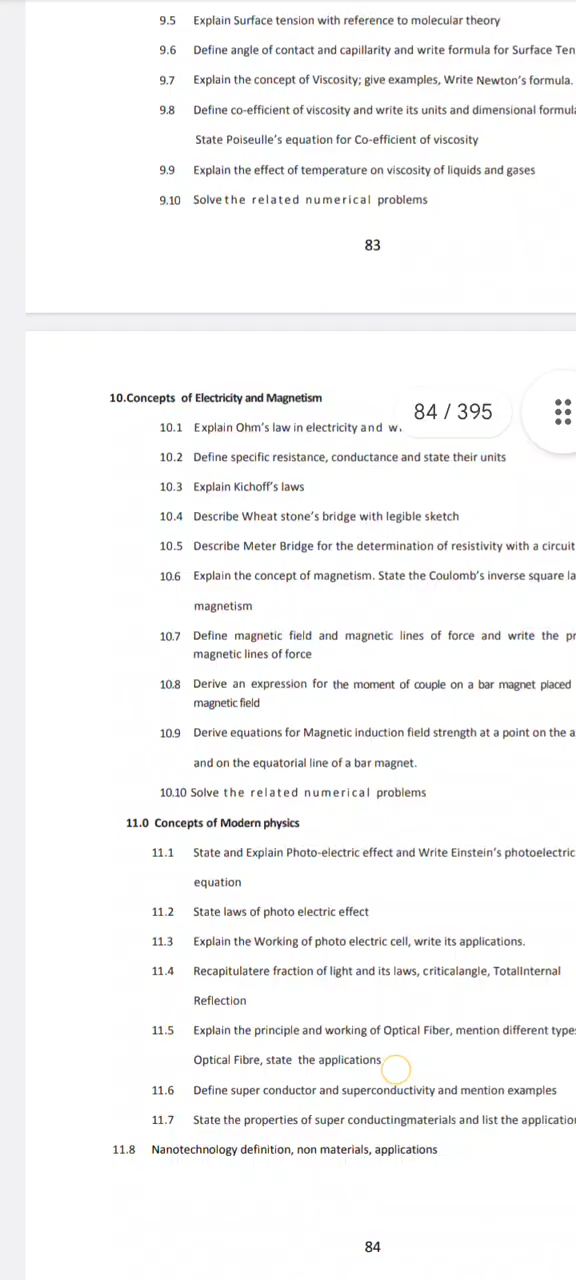 9.5 Explain Surface tension with reference to molecular theory
9.6 Define angle of contact and capillarity and write formula for Surface Ten
9.7 Explain the concept of Viscosity; give examples, Write Newton's formula.
9.8 Define co-efficient of viscosity and write its units and dimensional formula
State Poiseulle's equation for Co-efficient of viscosity
9.9 Explain the effect of temperature on viscosity of liquids and gases
9.10 Solve the related numerical problems
83
10.Concepts of Electricity and Magnetism
84 / 395
10.1 Explain Ohm's law in electricity and
10.2 Define specific resistance, conductance and state their units
10.3 Explain Kichoff's laws
10.4 Describe Wheat stone's bridge with legible sketch
10.5 Describe Meter Bridge for the determination of resistivity with a circuit
10.6 Explain the concept of magnetism. State the Coulomb's inverse square la
magnetism
10.7 Define magnetic field and magnetic lines of force and write the pr
magnetic lines of force
10.8 Derive an expression for the moment of couple on a bar magnet placed
magnetic field
10.9 Derive equations for Magnetic induction field strength at a point on the a
and on the equatorial line of a bar magnet.
10.10 Solve the related numerical problems
11.0 Concepts of Modern physics
11.1 State and Explain Photo-electric effect and Write Einstein's photoelectric
equation
11.2 State laws of photo electric effect
11.3 Explain the Working of photo electric cell, write its applications.
11.4 Recapitulatere fraction of light and its laws, criticalangle, TotalInternal
Reflection
11.5 Explain the principle and working of Optical Fiber, mention different type
Optical Fibre, state the applications
11.6 Define super conductor and superconductivity and mention examples
11.7 State the properties of super conductingmaterials and list the applicatio
11.8 Nanotechnology definition, non materials, applications
84